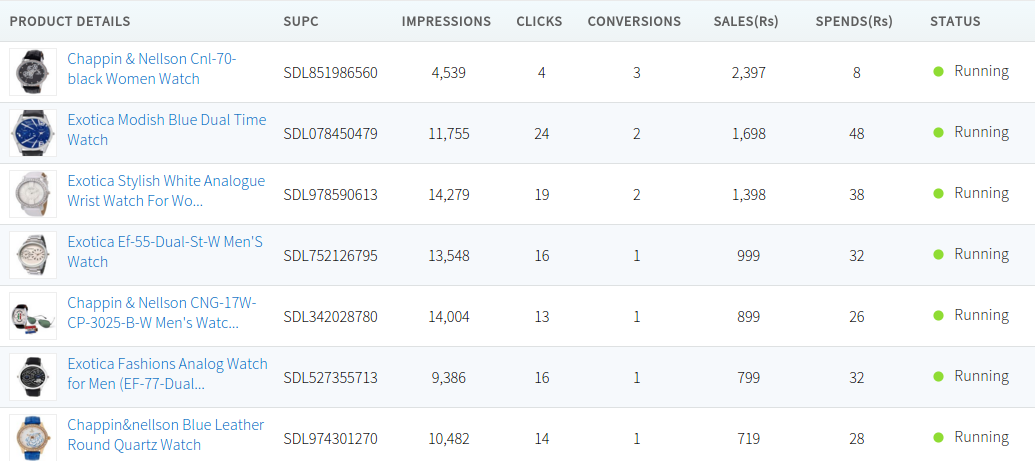 PRODUCT DETAILS SUPC IMPRESSIONS CLICKS CONVERSIONS SALES(Rs) SPENDS(Rs) STATUS
Chappin & Nellson Cnl-70-
black Women Watch SDL851986560 4,539 4 3 2,397 8 Running
Exotica Modish Blue Dual Time
Watch SDL078450479 11,755 24 2 1,698 48 Running
Exotica Stylish White Analogue
Wrist Watch For Wo... SDL978590613 14,279 19 2 1,398 38 Running
Exotica Ef-55-Dual-St-W Men'S
Watch SDL752126795 13,548 16 1 999 32 Running
Chappin & Nellson CNG-17W-
CP-3025-B-W Men's Watc... SDL342028780 14,004 13 1 899 26 Running
Exotica Fashions Analog Watch
for Men (EF-77-Dual... SDL527355713 9,386 16 1 799 32 Running
Chappin&nellson Blue Leather
Round Quartz Watch SDL974301270 10,482 14 1 719 28 Running